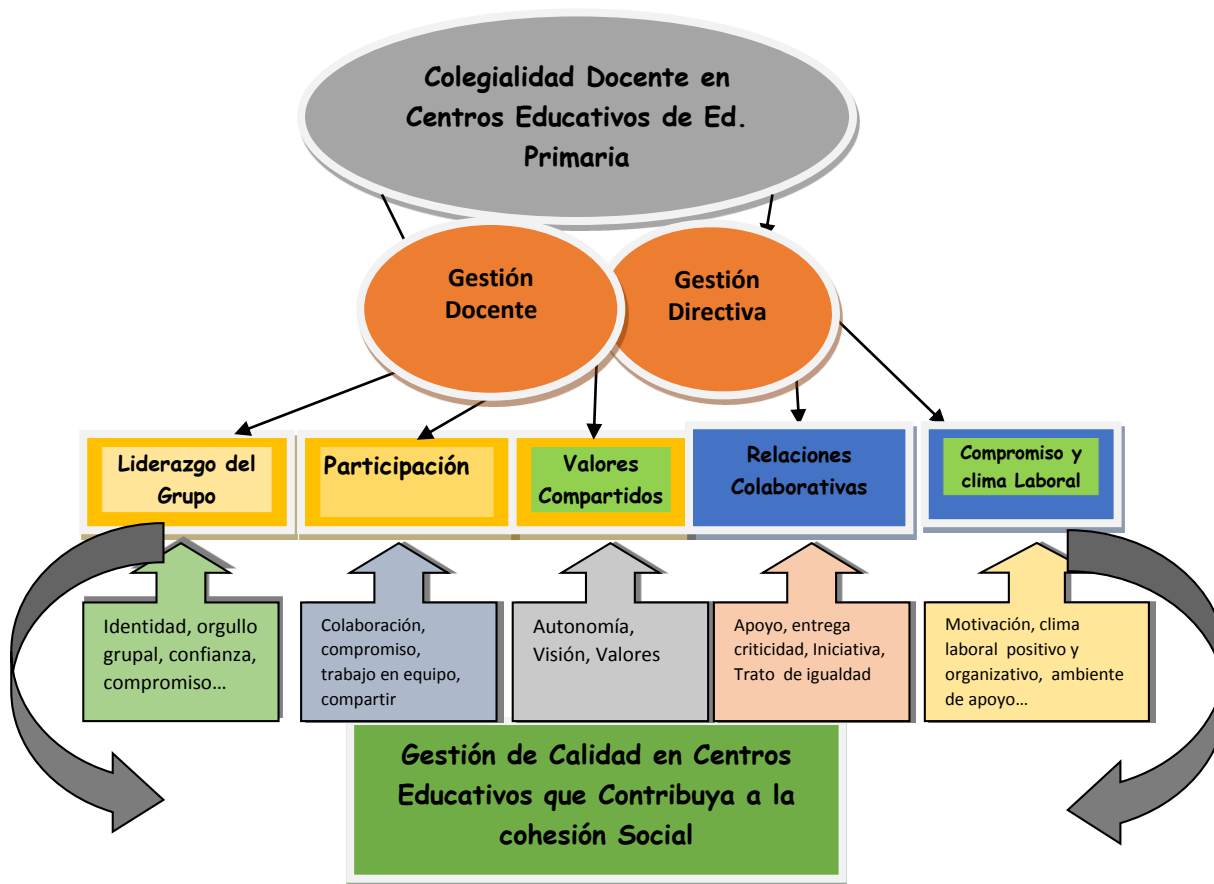 Colegialidad Docente en
Centros Educativos de Ed.
Primaria
Gestión
Docente
Gestión
Directiva
Liderazgo del
Grupo
Participación
Valores
Compartidos
Relaciones
Colaborativas
Compromiso y
clima Laboral
Identidad, orgullo
grupal, confianza,
compromiso…
Colaboración,
compromiso,
trabajo en equipo,
compartir
Autonomía,
Visión, Valores
Apoyo, entrega
criticidad, Iniciativa,
Trato de igualdad
Motivación, clima
laboral positivo y
organizativo, ambiente
de apoyo…
Gestión de Calidad en Centros
Educativos que Contribuya a la
cohesión Social